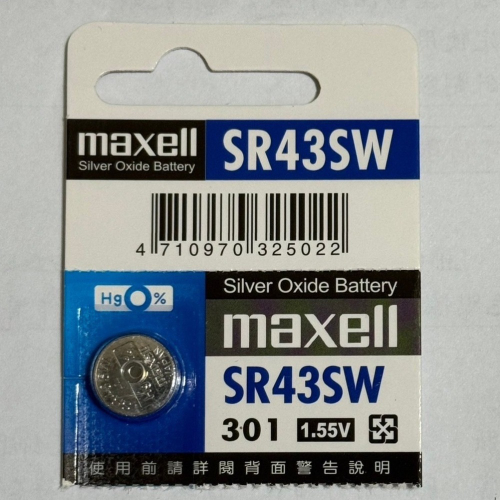 maxell
Silver Oxide Battery
SR43SW
4 710970 325022
Hg 0 %
Silver Oxide Battery
maxell
SR43SW
301 1.55V
使用前請詳閱背面警告說明